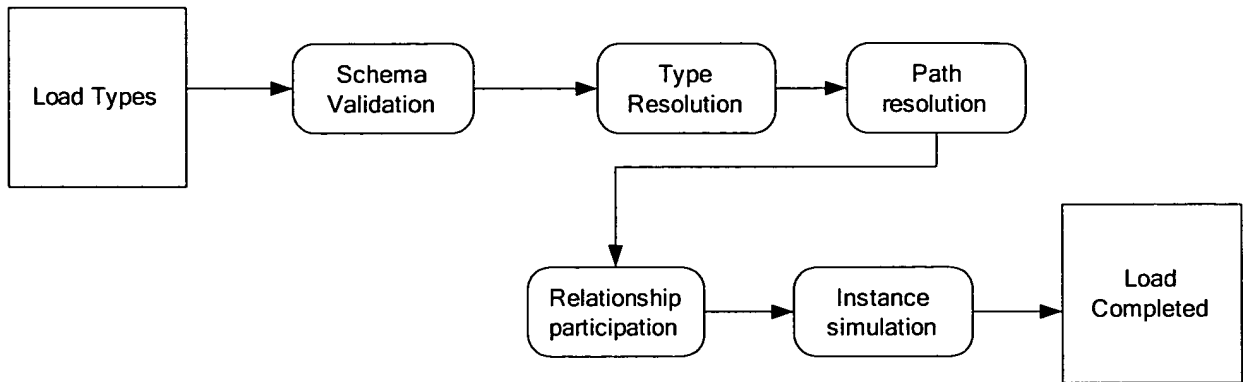 Load Types
Schema
Validation
Type
Resolution
Path
resolution
Relationship
participation
Instance
simulation
Load
Completed